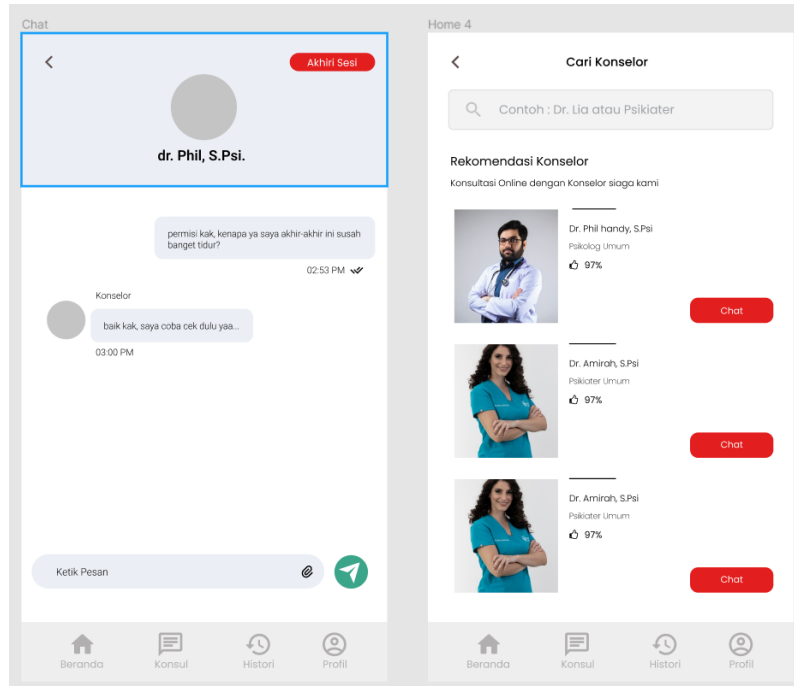 Chat
Akhiri Sesi
dr. Phil, S.Psi.
permisi kak, kenapa ya saya akhir-akhir ini susah
banget tidur?
02:53 PM
Konselor
baik kak, saya coba cek dulu yaa...
03:00 PM
Ketik Pesan
Beranda
Konsul
Histori
Profil
Home 4
Cari Konselor
Contoh : Dr. Lia atau Psikiater
Rekomendasi Konselor
Konsultasi Online dengan Konselor siaga kami
Dr. Phil handy, S.Psi
Psikolog Umum
97%
Chat
Dr. Amirah, S.Psi
Psikiater Umum
97%
Chat
Dr. Amirah, S.Psi
Psikiater Umum
97%
Chat
Beranda
Konsul
Histori
Profil